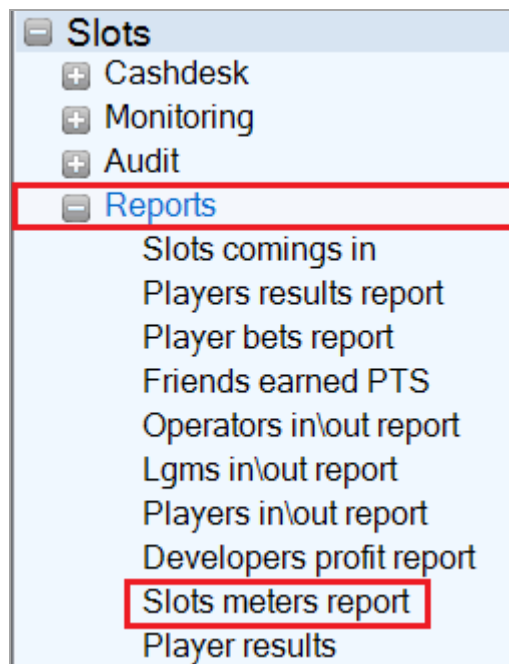 Slots
Cashdesk
Monitoring
Audit
Reports
Slots comings in
Players results report
Player bets report
Friends earned PTS
Operators in\out report
Lgms in\out report
Players in\out report
Developers profit report
Slots meters report
Player results